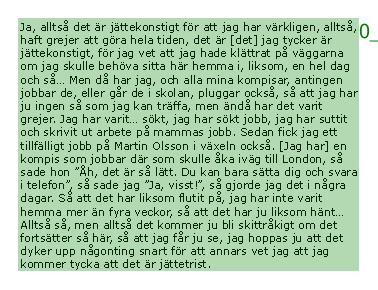 Ja, alltså det är jättekonstigt för att jag har värkligen, alltså,
haft grejer att göra hela tiden, det är [det] jag tycker är
jättekonstigt, för jag vet att jag hade klättrat på väggarna
om jag skulle behöva sitta här hemma i, liksom, en hel dag
och så... Men då har jag, och alla mina kompisar, antingen
jobbar de, eller går de i skolan, pluggar också, så att jag har
ju ingen så som jag kan träffa, men ändå har det varit
grejer. Jag har varit... sökt, jag har sökt jobb, jag har suttit
och skrivit ut arbete på mammas jobb. Sedan fick jag ett
tillfälligt jobb på Martin Olsson i växeln också. [Jag har] en
kompis som jobbar där som skulle åka iväg till London, så
sade hon "Åh, det är så lätt. Du kan bara sätta dig och svara
i telefon", så sade jag "Ja, visst!", så gjorde jag det i några
dagar. Så att det har liksom flutit på, jag har inte varit
hemma mer än fyra veckor, så att det har ju liksom hänt...
Alltså så, men alltså det kommer ju bli skittråkigt om det
fortsätter så här, så att jag får ju se, jag hoppas ju att det
dyker upp någonting snart för att annars vet jag att jag
kommer tycka att det är jättetrist.
0_